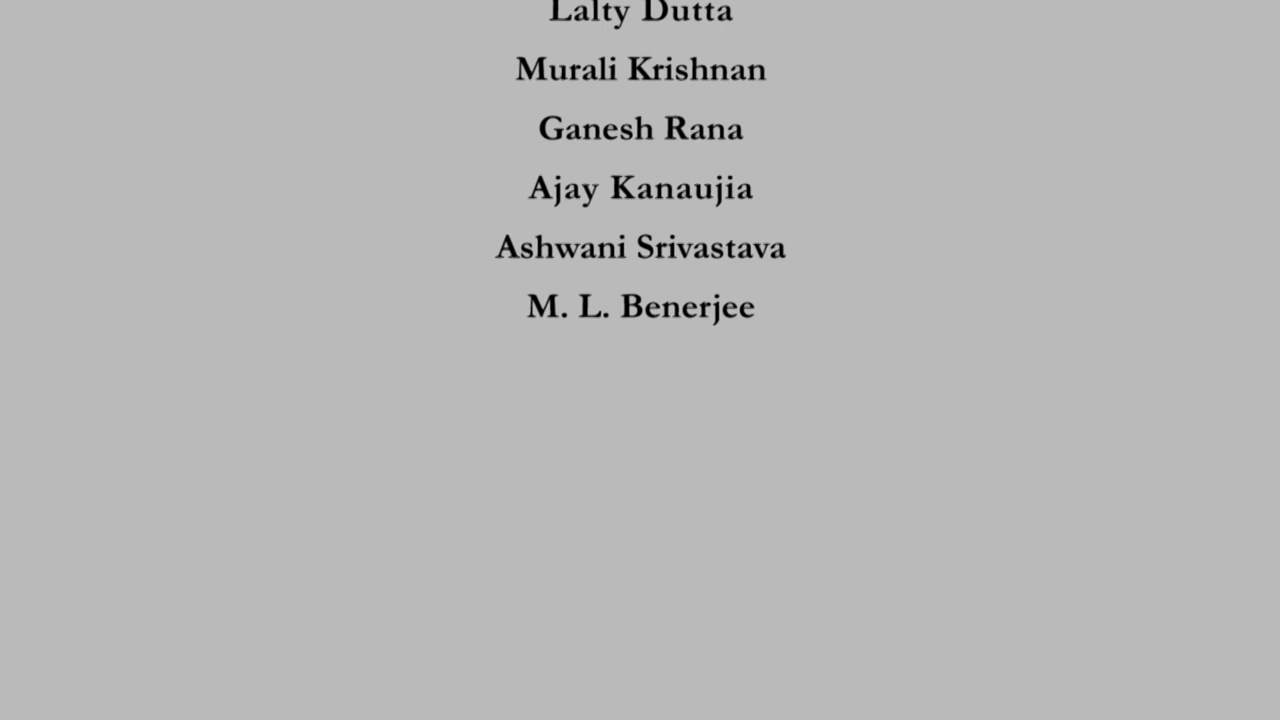 Lalty Dutta
Murali Krishnan
Ganesh Rana
Ajay Kanaujia
Ashwani Srivastava
M. L. Benerjee